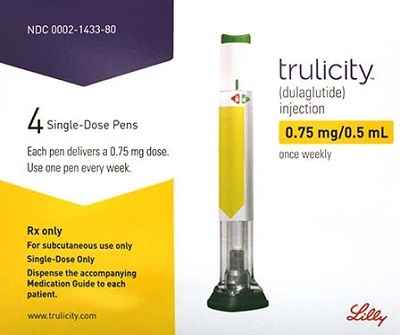 NDC 0002-1433-80
4 Single-Dose Pens
Each pen delivers a 0.75 mg dose.
Use one pen every week.
Rx only
For subcutaneous use only
Single-Dose Only
Dispense the accompanying
Medication Guide to each
patient.
www.trulicity.com
trulicity™
(dulaglutide)
injection
0.75 mg/0.5 mL
once weekly
Lilly